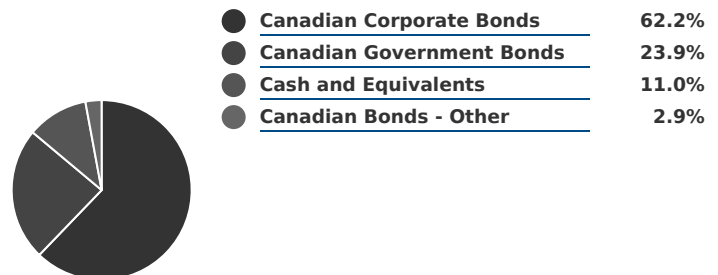 Canadian Corporate Bonds 62.2%
Canadian Government Bonds 23.9%
Cash and Equivalents 11.0%
Canadian Bonds - Other 2.9%